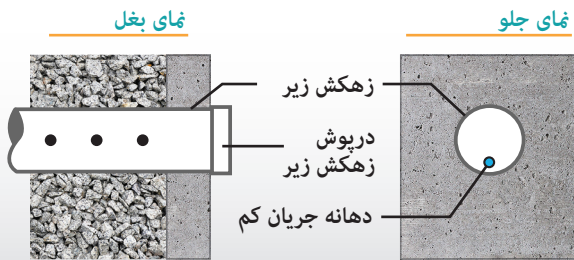 نمای جلو
نمای بغل
زهکش زیر
درپوش
زهکش زیر
دهانه جریان کم